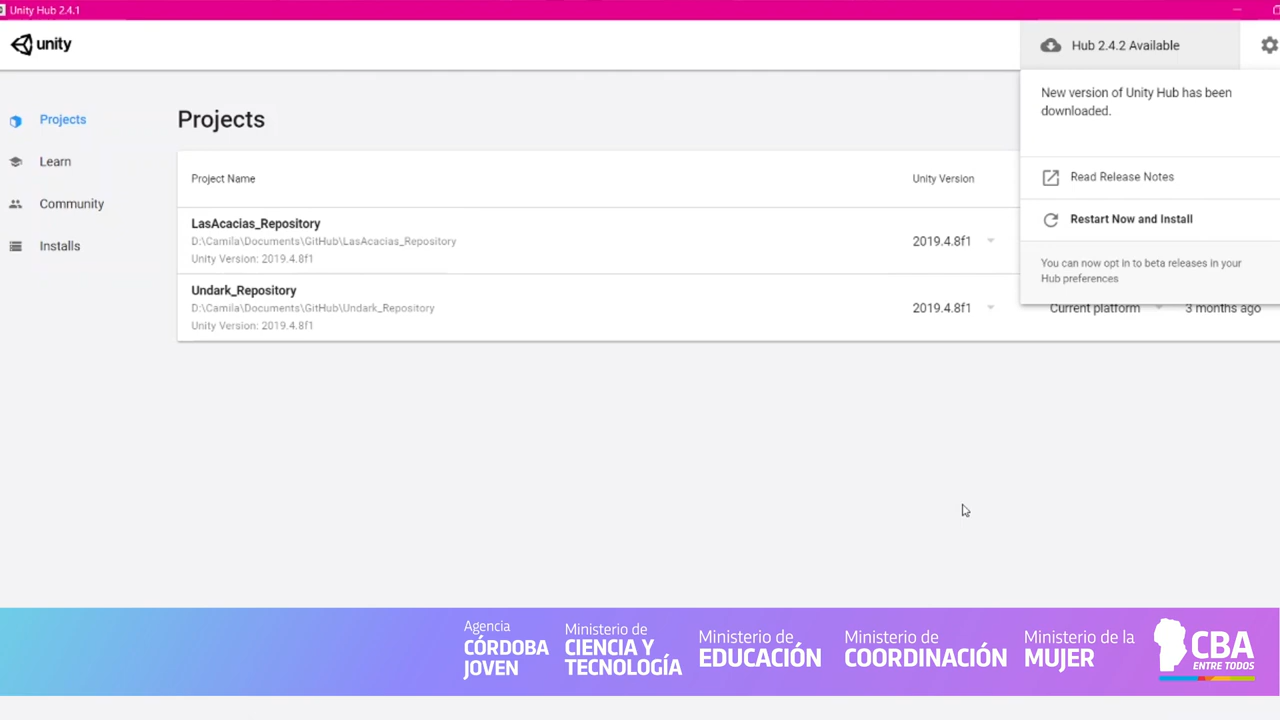 Unity Hub 2.4.1
unity
Hub 2.4.2 Available
New version of Unity Hub has been
downloaded.
Read Release Notes
Restart Now and Install
You can now opt in to beta releases in your
Hub preferences
Projects
Learn
Community
Installs
Projects
Project Name
Unity Version
LasAcacias_Repository
D:\Camila\Documents\GitHub\LasAcacias_Repository
Unity Version: 2019.4.8f1
2019.4.8f1
Undark_Repository
D:\Camila\Documents\GitHub\Undark_Repository
Unity Version: 2019.4.8f1
2019.4.8f1
Current platform
3 months ago
Agencia
CÓRDOBA
JOVEN
Ministerio de
CIENCIA Y
TECNOLOGÍA
Ministerio de
EDUCACIÓN
Ministerio de
COORDINACIÓN
Ministerio de la
MUJER
CBA
ENTRE TODOS